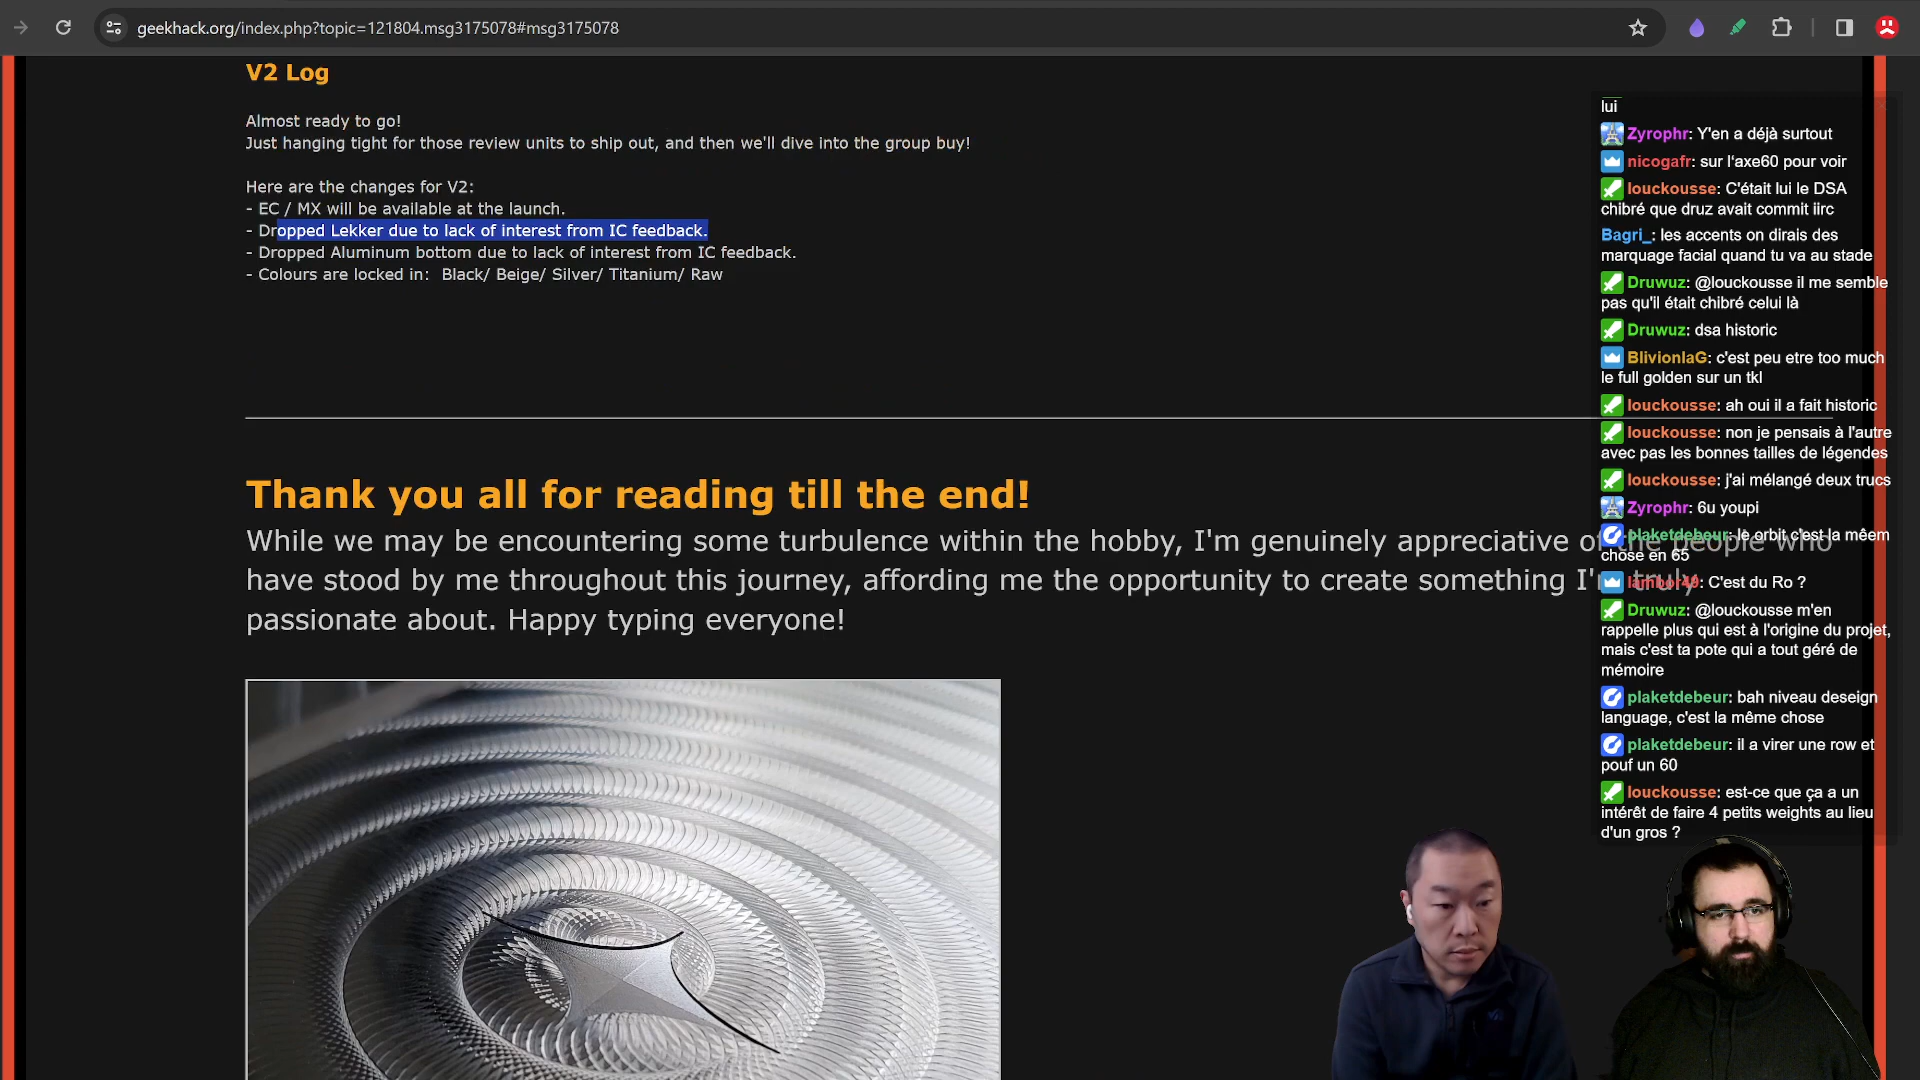 geekhack.org/index.php?topic=121804.msg3175078#msg3175078
V2 Log
Almost ready to go!
Just hanging tight for those review units to ship out, and then we'll dive into the group buy!
Here are the changes for V2:
- EC / MX will be available at the launch.
- Dropped Lekker due to lack of interest from IC feedback.
- Dropped Aluminum bottom due to lack of interest from IC feedback.
- Colours are locked in:  Black/ Beige/ Silver/ Titanium/ Raw
Thank you all for reading till the end!
While we may be encountering some turbulence within the hobby, I'm genuinely appreciative of the people who
have stood by me throughout this journey, affording me the opportunity to create something I'm truly
passionate about. Happy typing everyone!
lui
Zyrophr: Y'en a déjà surtout
nicogafr: sur l'axe60 pour voir
louckousse: C'était lui le DSA
chibré que druz avait commit iirc
Bagri_: les accents on dirais des
marquage facial quand tu va au stade
Druwuz: @louckousse il me semble
pas qu'il était chibré celui là
Druwuz: dsa historic
BlivionlaG: c'est peu etre too much
le full golden sur un tkl
louckousse: ah oui il a fait historic
louckousse: non je pensais à l'autre
avec pas les bonnes tailles de légendes
louckousse: j'ai mélangé deux trucs
Zyrophr: 6u youpi
plaketdebeur: le orbit c'est la mêem
chose en 65
lambor49: C'est du Ro ?
Druwuz: @louckousse m'en
rappelle plus qui est à l'origine du projet,
mais c'est ta pote qui a tout géré de
mémoire
plaketdebeur: bah niveau deseign
language, c'est la même chose
plaketdebeur: il a virer une row et
pouf un 60
louckousse: est-ce que ça a un
intérêt de faire 4 petits weights au lieu
d'un gros ?